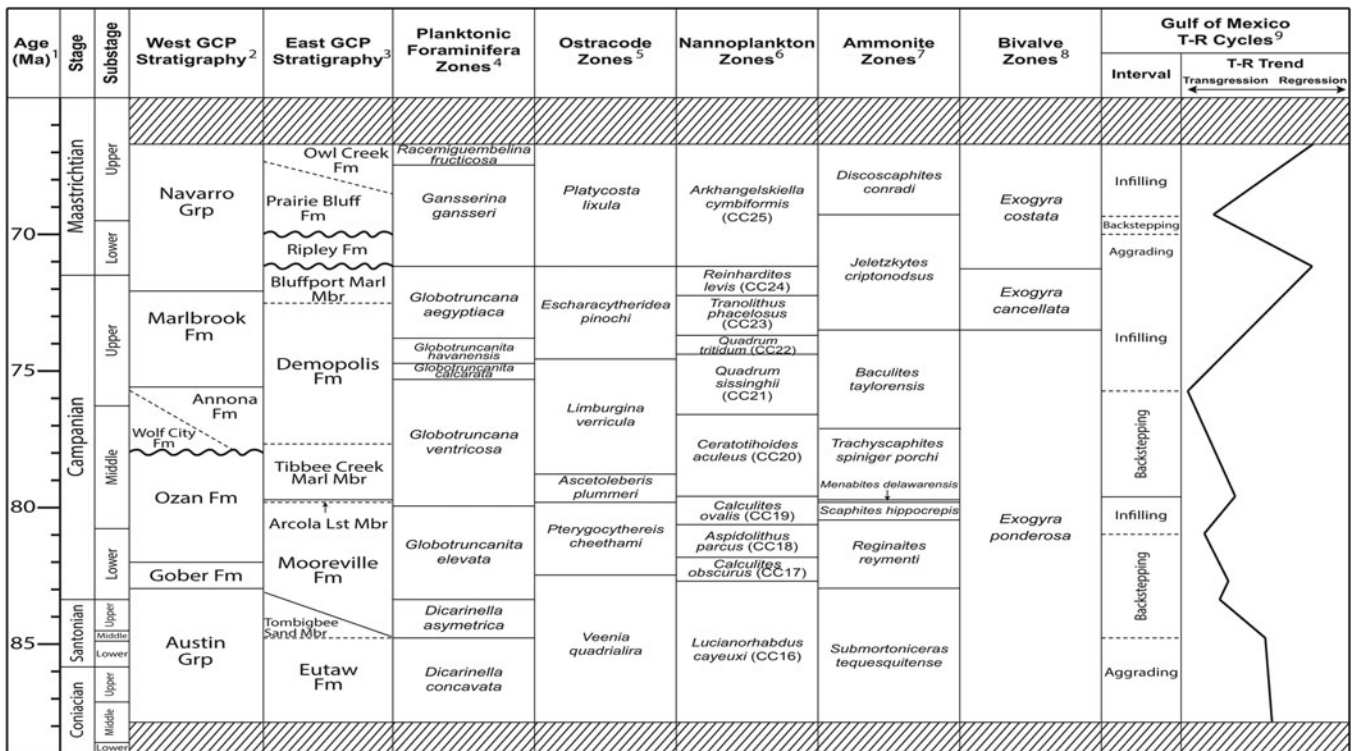 Age (Ma)1
Stage
Substage
West GCP Stratigraphy2
East GCP Stratigraphy3
Planktonic Foraminifera Zones4
Ostracode Zones5
Nannoplankton Zones6
Ammonite Zones7
Bivalve Zones8
Gulf of Mexico T-R Cycles9
Interval
T-R Trend
Transgression Regression
70
75
80
85
Maastrichtian
Campanian
Santonian
Coniacian
Upper
Lower
Upper
Middle
Lower
Upper
Middle
Lower
Upper
Middle
Lower
Navarro
Grp
Marlbrook
Fm
Annona
Fm
Wolf City
Fm
Ozan Fm
Gober Fm
Austin
Grp
Owl Creek
Fm
Prairie Bluff
Fm
Ripley Fm
Bluffport Marl
Mbr
Demopolis
Fm
Tibbee Creek
Marl Mbr
Arcola Lst Mbr
Mooreville
Fm
Tombigbee
Sand Mbr
Eutaw
Fm
Racemiguembelina
fructicosa
Gansserina
gansseri
Globotruncana
aegyptiaca
Globotruncanita
havanensis
Globotruncanita
calcarata
Globotruncana
ventricosa
Globotruncanita
elevata
Dicarinella
asymetrica
Dicarinella
concavata
Platycosta
lixula
Escharacytheridea
pinochi
Limburgina
verricula
Ascetoleberis
plummeri
Pterygocythereis
cheethami
Veenia
quadrialira
Arkhangelskiella
cymbiformis
(CC25)
Reinhardites
levis (CC24)
Tranolithus
phacelosus
(CC23)
Quadrum
tritidum (CC22)
Quadrum
sissinghii
(CC21)
Ceratotihoides
aculeus (CC20)
Calculites
ovalis (CC19)
Aspidolithus
parcus (CC18)
Calculites
obscurus (CC17)
Lucianorhabdus
cayeuxi (CC16)
Discoscaphites
conradi
Jeletzkytes
criptonodsus
Baculites
taylorensis
Trachyscaphites
spiniger porchi
Menabites delawarensis
Scaphites hippocrepis
Reginaites
reymenti
Submortoniceras
tequesquitense
Exogyra
costata
Exogyra
cancellata
Exogyra
ponderosa
Infilling
Backstepping
Aggrading
Infilling
Backstepping
Infilling
Backstepping
Aggrading